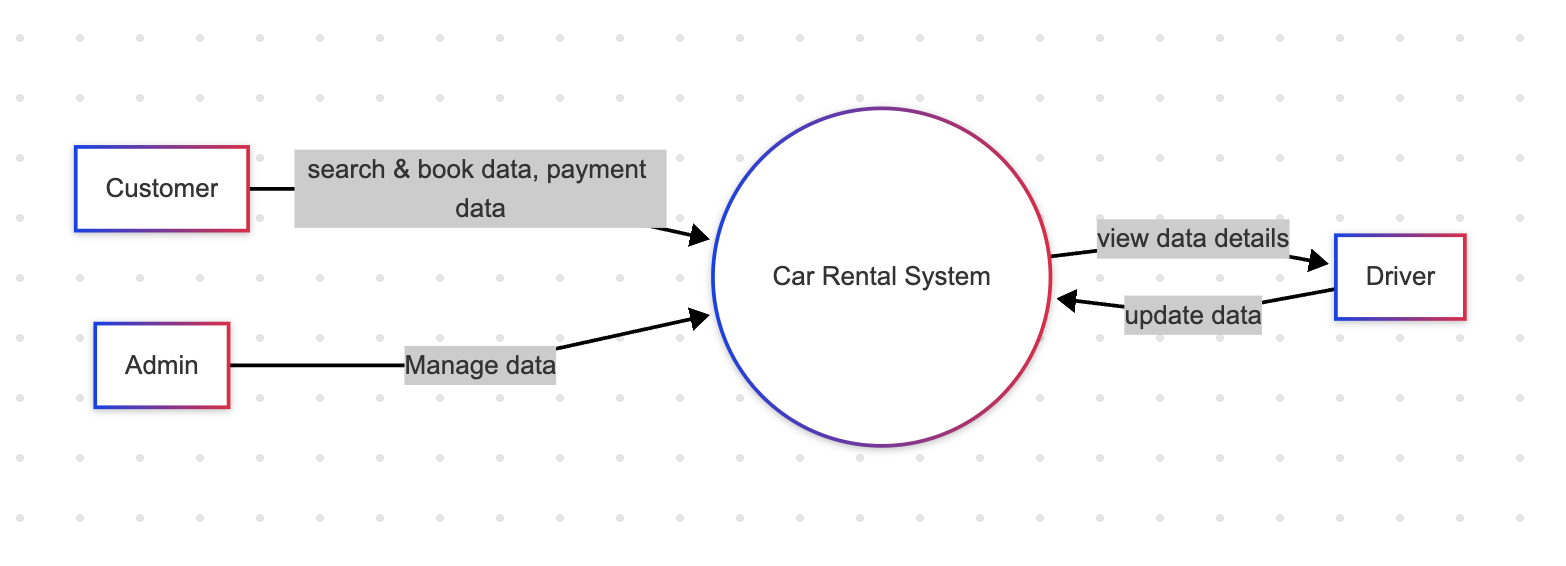 Customer
search & book data, payment
data
Admin
Manage data
Car Rental System
view data details
update data
Driver